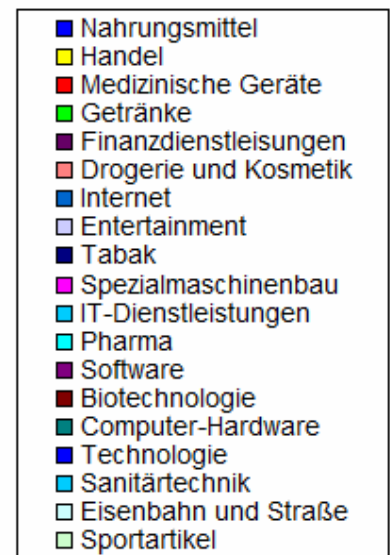 Nahrungsmittel
Handel
Medizinische Geräte
Getränke
Finanzdienstleisungen
Drogerie und Kosmetik
Internet
Entertainment
Tabak
Spezialmaschinenbau
IT-Dienstleistungen
Pharma
Software
Biotechnologie
Computer-Hardware
Technologie
Sanitärtechnik
Eisenbahn und Straße
Sportartikel